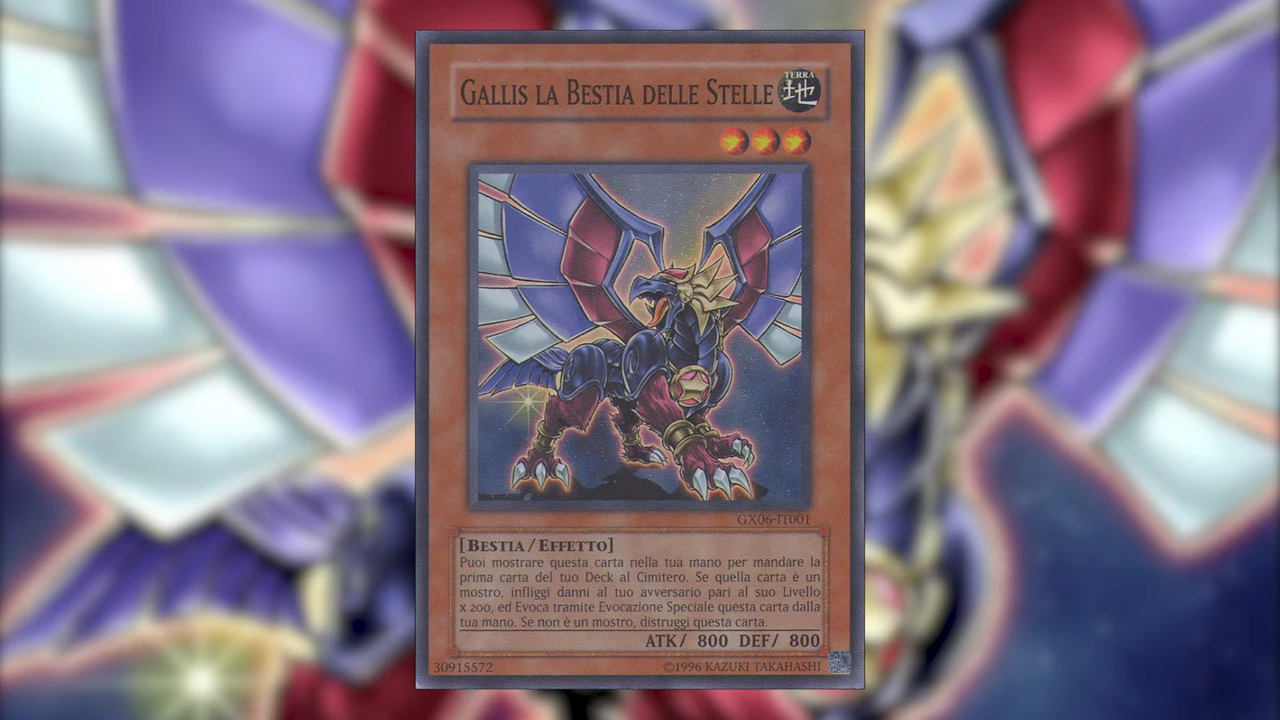 GALLIS LA BESTIA DELLE STELLE
TERRA
地
GX06-IT001
[BESTIA/EFFETTO]
Puoi mostrare questa carta nella tua mano per mandare la
prima carta del tuo Deck al Cimitero. Se quella carta è un
mostro, infliggi danni al tuo avversario pari al suo Livello
x 200, ed Evoca tramite Evocazione Speciale questa carta dalla
tua mano. Se non è un mostro, distruggi questa carta.
ATK/ 800 DEF/ 800
30915572
©1996 KAZUKI TAKAHASHI